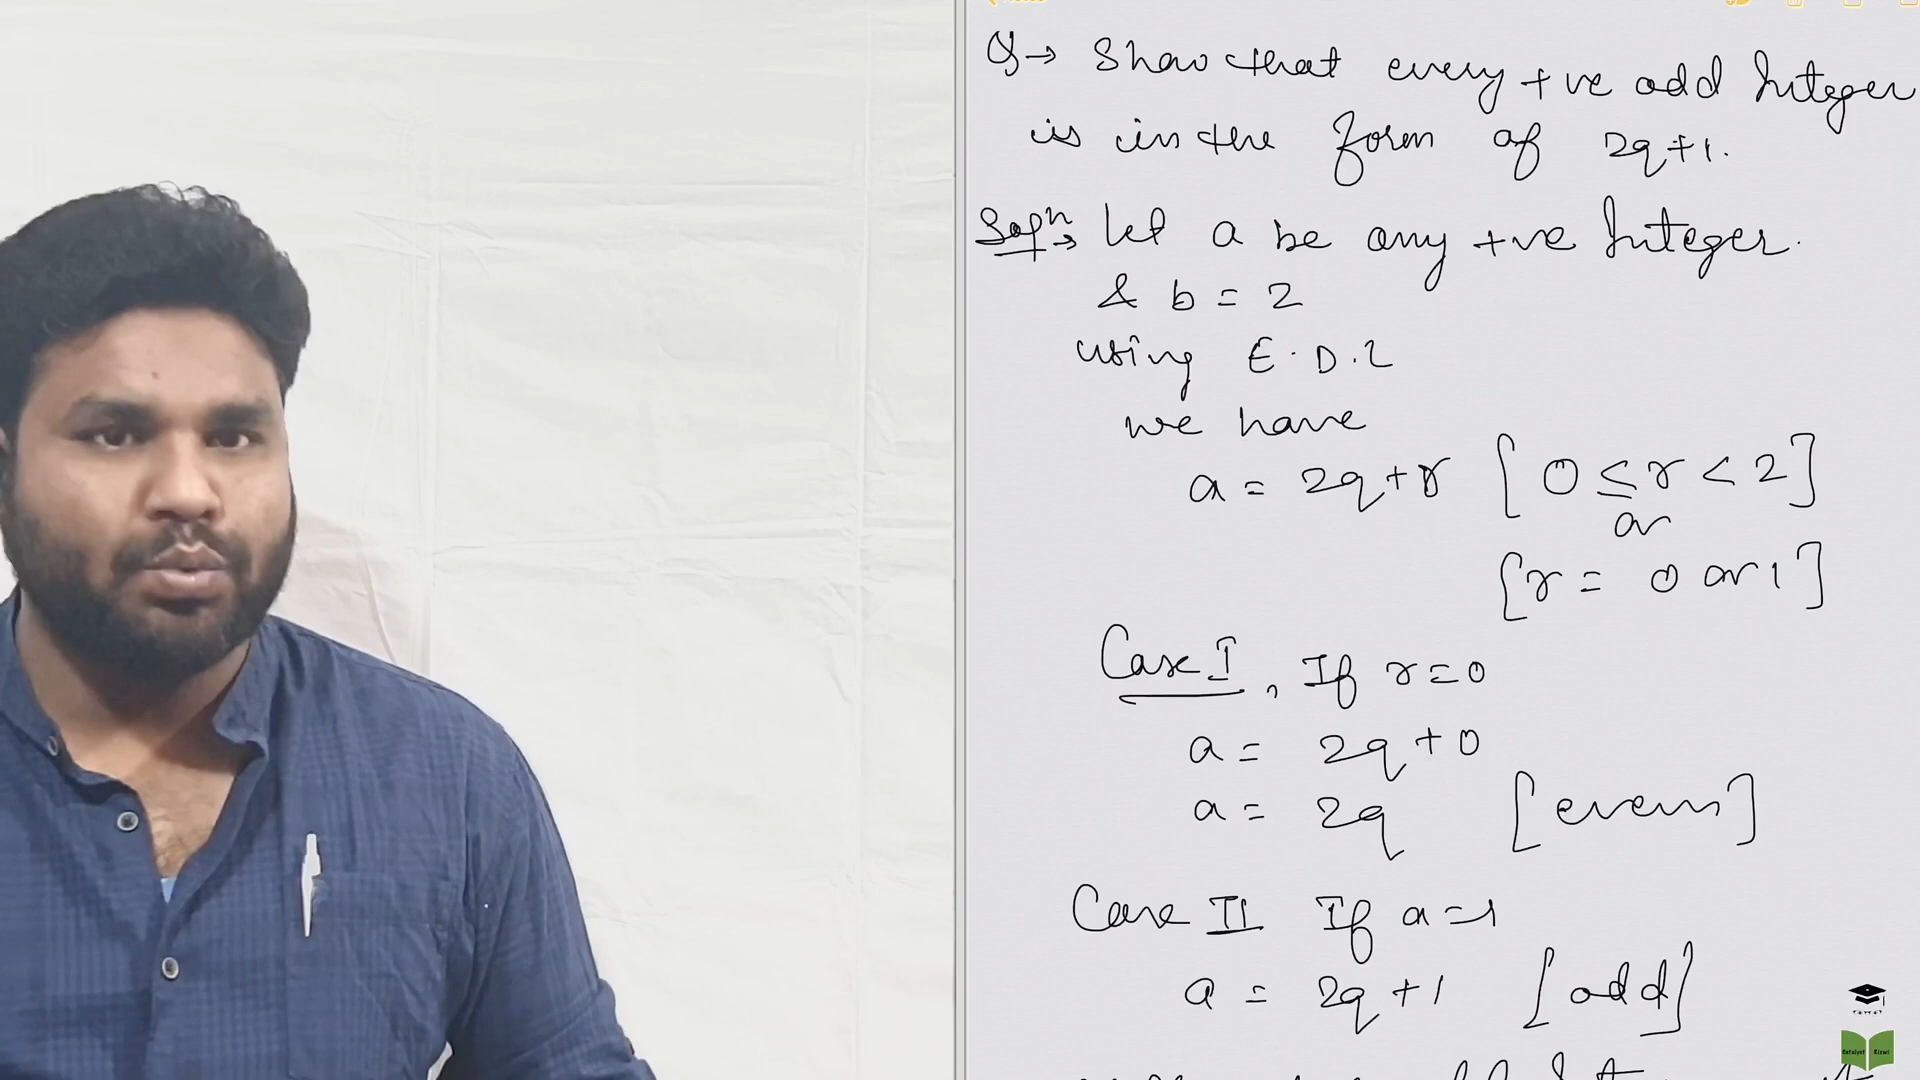 Q→ Show that every +ve odd Integer
is in the form of 2q+1.
Solⁿ→ Let a be any +ve Integer.
& b = 2
using E.D.L
we have
a = 2q+r [0 ≤ r < 2]
or
[r = 0 or 1]
Case I, If r=0
a = 2q+0
a = 2q [even]
Case II If a=1
a = 2q+1 [odd]
Catalyst Rizwi